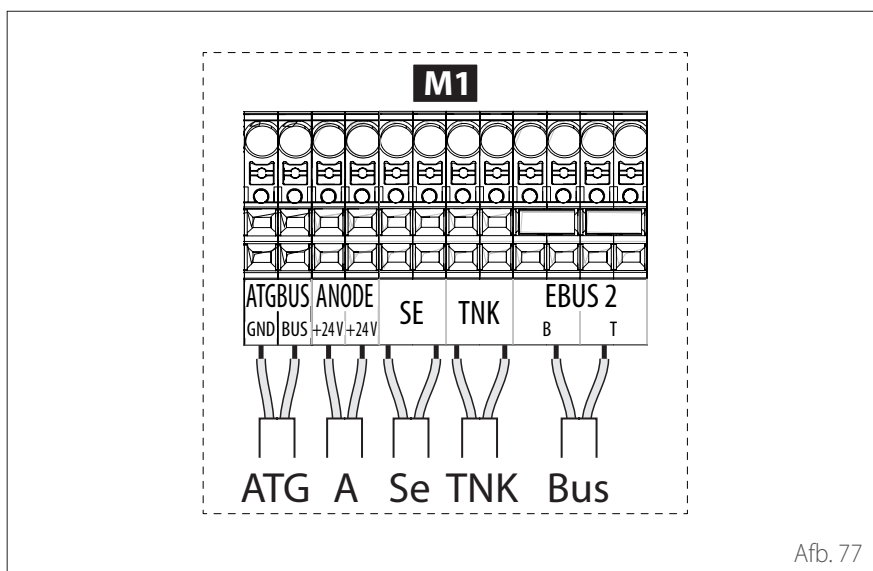 M1
ATGBUS ANODE SE TNK EBUS 2
GND BUS +24V +24V B T
ATG A Se TNK Bus
Afb. 77